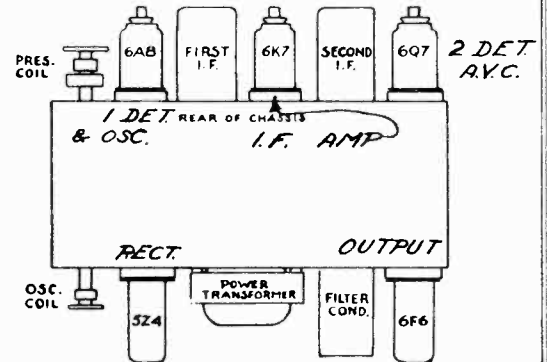 6A8
FIRST I.F.
6K7
SECOND I.F.
6Q7
2 DET.
A.V.C.
PRES.
COIL
1 DET. REAR OF CHASSIS
& OSC.
I.F. AMP
RECT.
OUTPUT
OSC.
COIL
5Z4
POWER
TRANSFORMER
FILTER
COND.
6F6